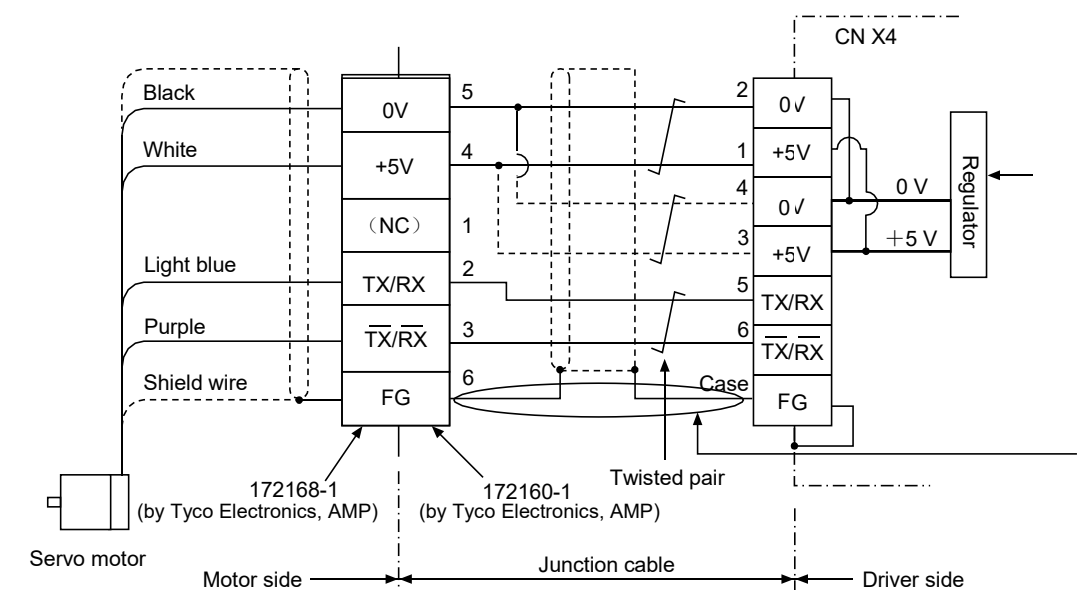 CN X4
Black
0V
5
2
0V
White
+5V
4
1
+5V
(NC)
1
4
0V
0 V
3
+5V
+5 V
Regulator
Light blue
TX/RX
2
5
TX/RX
Purple
TX/RX
3
6
TX/RX
Shield wire
FG
6
Case
FG
172168-1
(by Tyco Electronics, AMP)
172160-1
(by Tyco Electronics, AMP)
Twisted pair
Servo motor
Motor side
Junction cable
Driver side